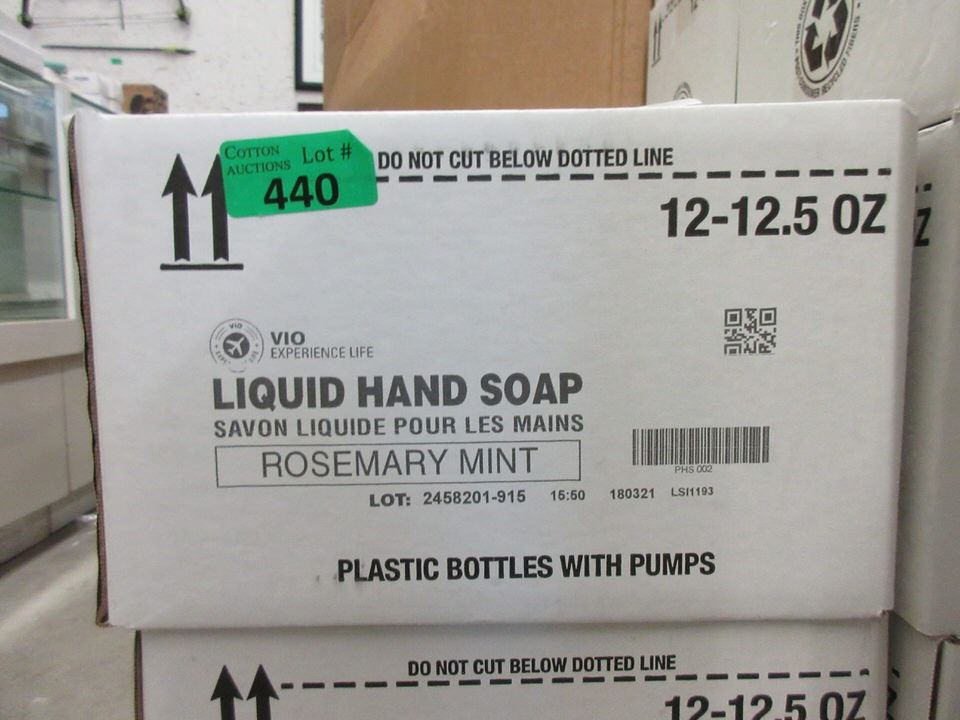 COTTON
AUCTIONS Lot #
440
DO NOT CUT BELOW DOTTED LINE
12-12.5 OZ
Z
VIO
VIO
EXPERIENCE LIFE
LIQUID HAND SOAP
SAVON LIQUIDE POUR LES MAINS
ROSEMARY MINT
PHS 002
LOT: 2458201-915 15:50 180321 LSI1193
PLASTIC BOTTLES WITH PUMPS
DO NOT CUT BELOW DOTTED LINE
12-12.5 OZ